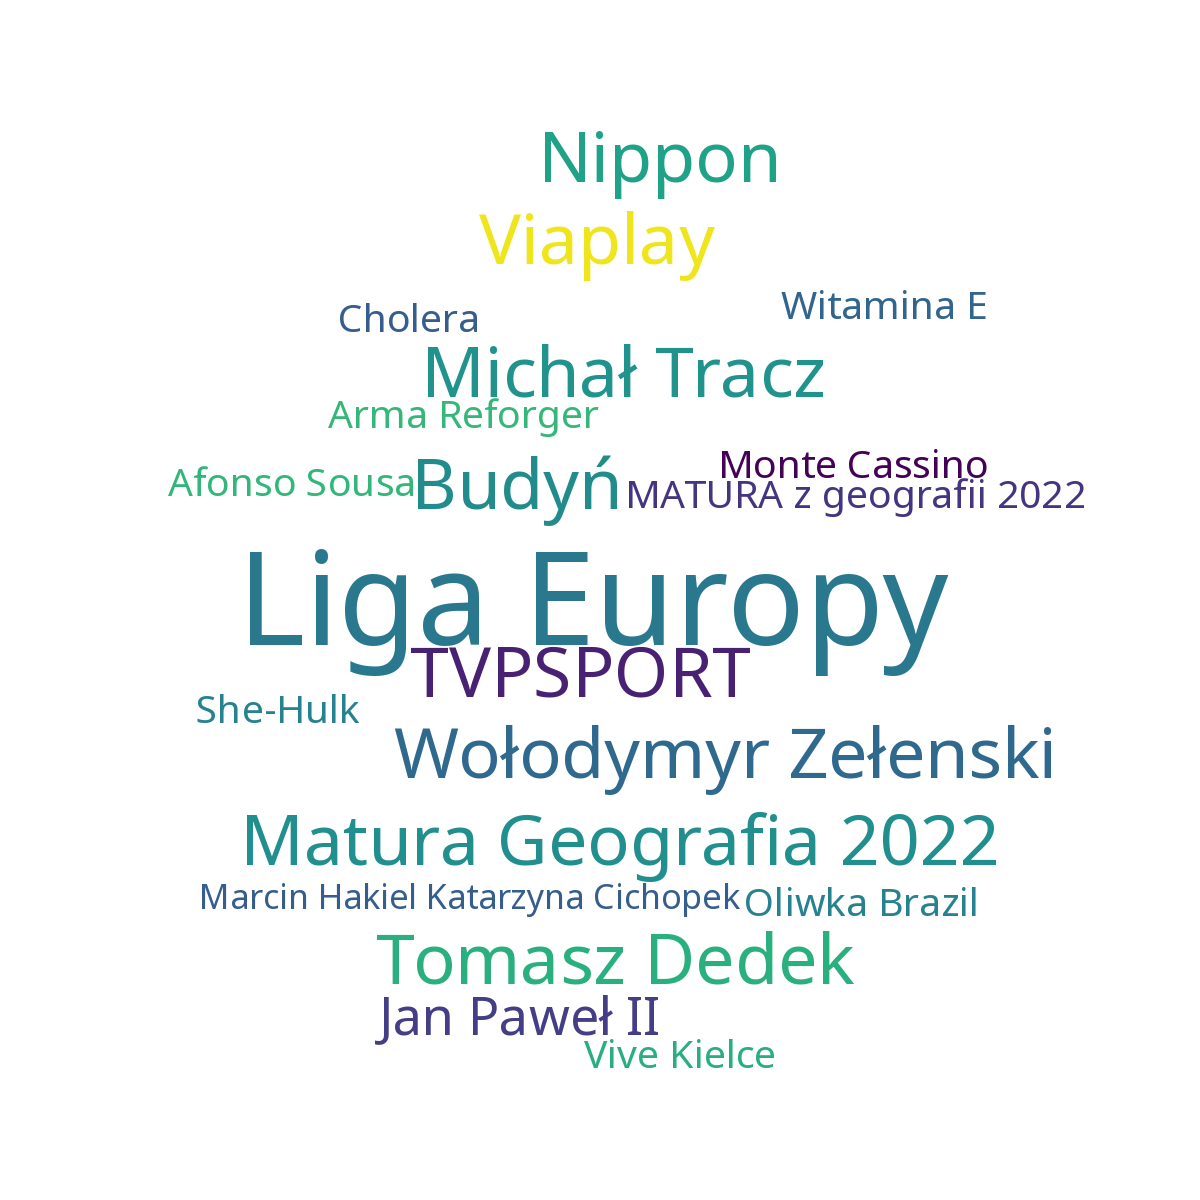 Nippon
Viaplay
Witamina E
Cholera
Michał Tracz
Arma Reforger
Monte Cassino
Afonso Sousa
Budyń
MATURA z geografii 2022
Liga Europy
TVPSPORT
She-Hulk
Wołodymyr Zełenski
Matura Geografia 2022
Marcin Hakiel Katarzyna Cichopek
Oliwka Brazil
Tomasz Dedek
Jan Paweł II
Vive Kielce